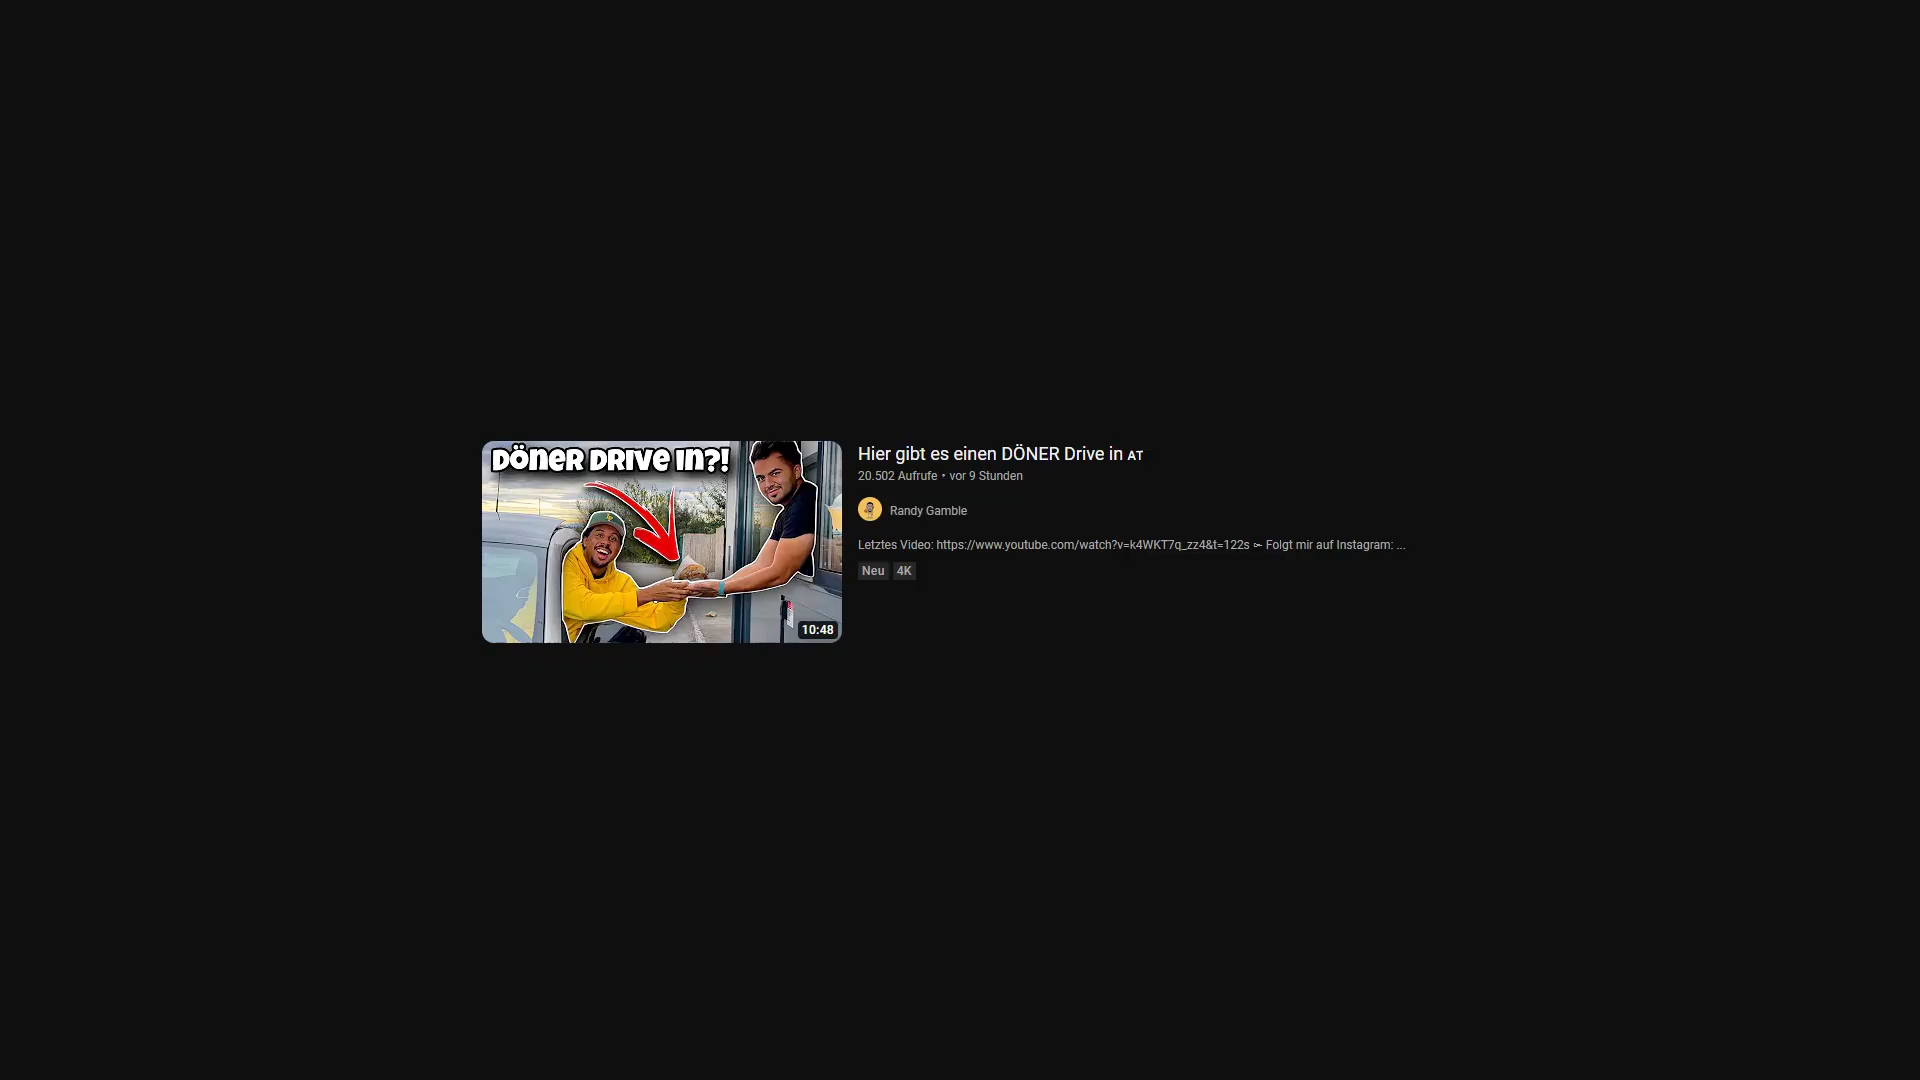 DÖNER DRIVE IN?!
10:48
Hier gibt es einen DÖNER Drive in AT
20.502 Aufrufe • vor 9 Stunden
Randy Gamble
Letztes Video: https://www.youtube.com/watch?v=k4WKT7q_zz4&t=122s ➛ Folgt mir auf Instagram: ...
Neu 4K